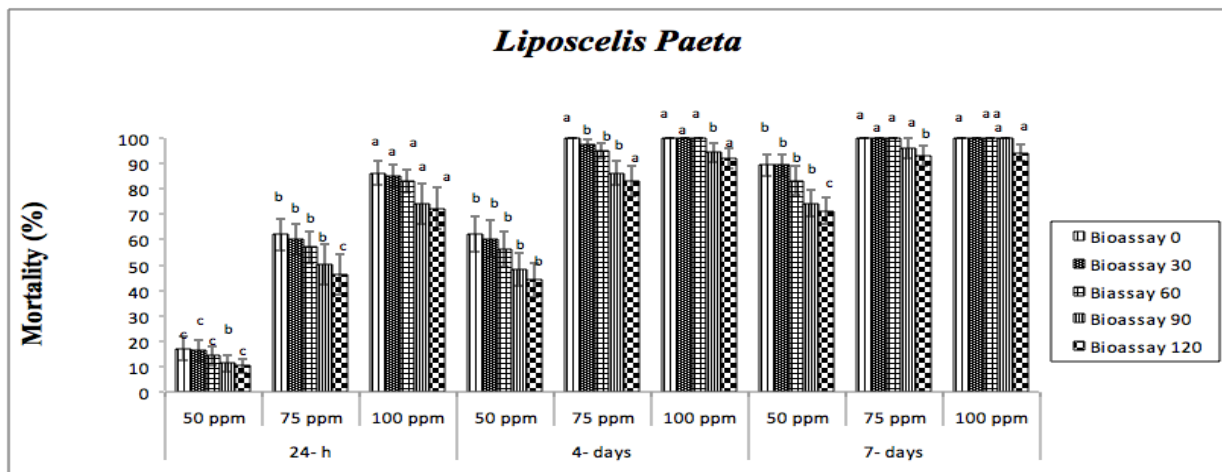 Liposcelis Paeta
Mortality (%)
100
90
80
70
60
50
40
30
20
10
0
c c c b c
b b b b c
a a a a a
b b b b b
a b b b a
a a a b a
b b b b c
a a a a b
a a a a a
50 ppm 75 ppm 100 ppm 50 ppm 75 ppm 100 ppm 50 ppm 75 ppm 100 ppm
24- h 4- days 7- days
Bioassay 0
Bioassay 30
Biassay 60
Bioassay 90
Bioassay 120